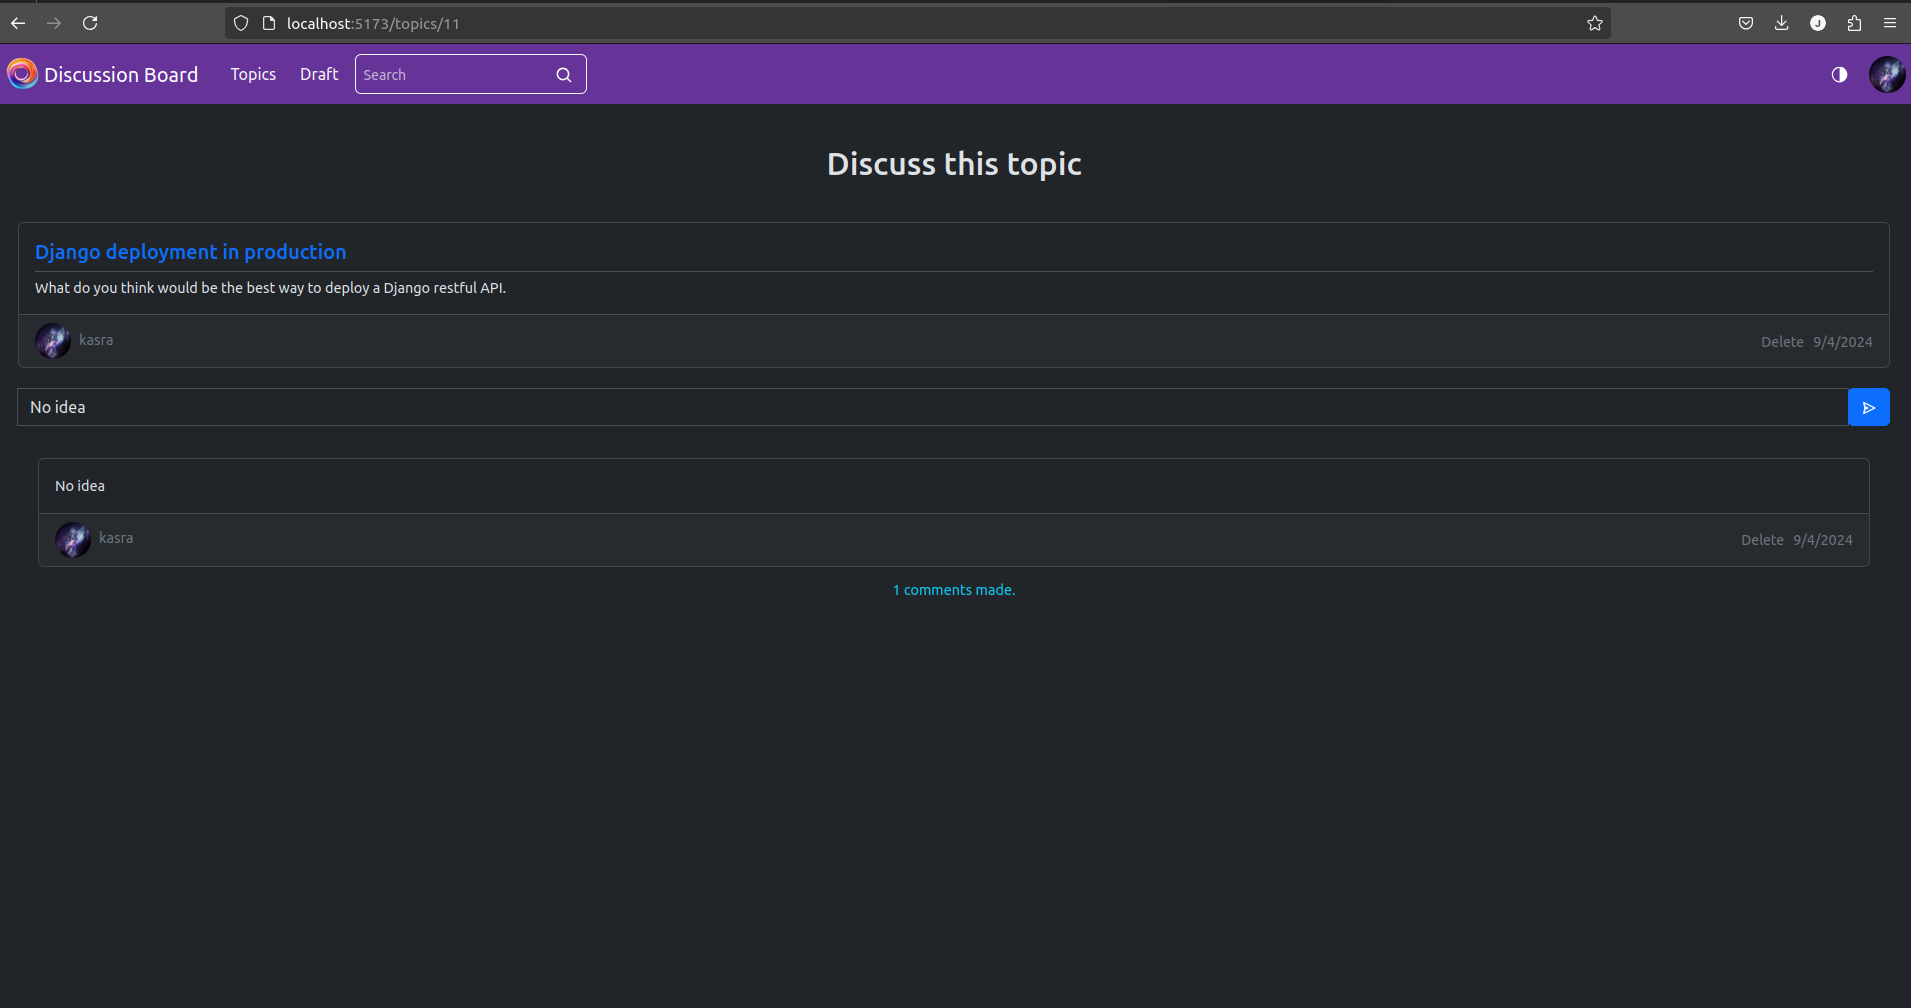 localhost:5173/topics/11
J
Discussion Board Topics Draft Search
Discuss this topic
Django deployment in production
What do you think would be the best way to deploy a Django restful API.
kasra Delete 9/4/2024
No idea
No idea
kasra Delete 9/4/2024
1 comments made.